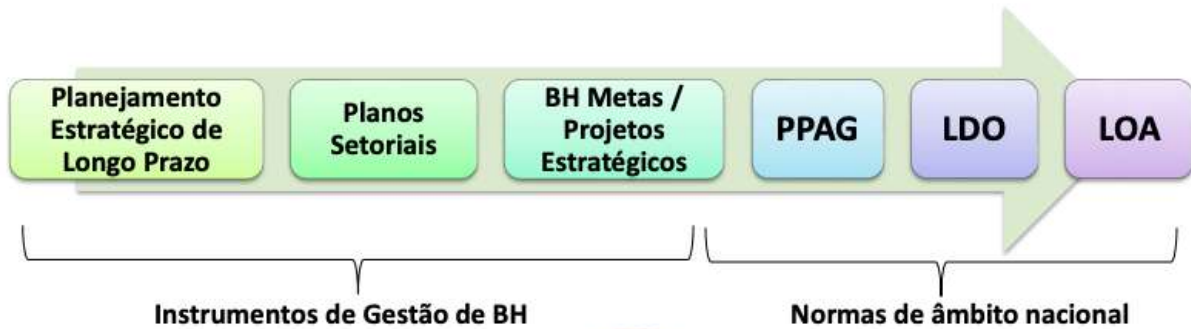 Planejamento
Estratégico de
Longo Prazo
Planos
Setoriais
BH Metas /
Projetos
Estratégicos
PPAG
LDO
LOA
Instrumentos de Gestão de BH
Normas de âmbito nacional